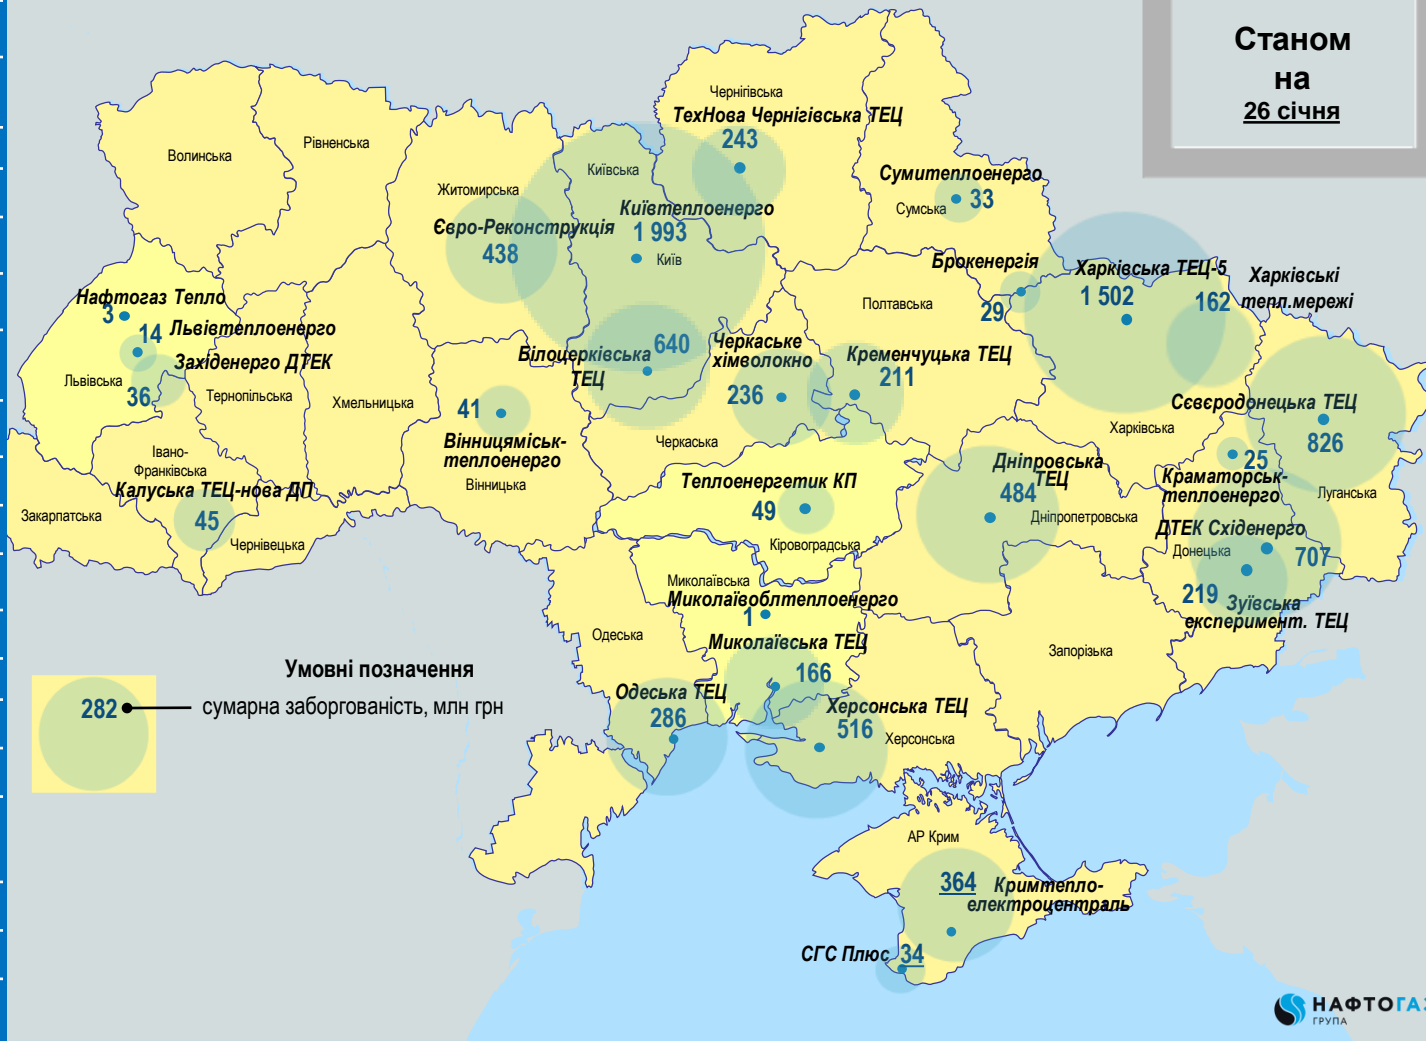 Станом
на
26 січня
Чернігівська
ТехНова Чернігівська ТЕЦ
243
Волинська
Рівненська
Житомирська
Київська
Київтеплоенерго
1 993
Київ
Євро-Реконструкція
438
Сумитеплоенерго
33
Сумська
Брокенергія
29
Харківська ТЕЦ-5
1 502
162
Харківські
тепл.мережі
Полтавська
Нафтогаз Тепло
3
14
Львівтеплоенерго
Західенерго ДТЕК
Львівська
36
Тернопільська
Хмельницька
Вілоцерківська
ТЕЦ
640
Черкаське
хімволокно
236
Кременчуцька ТЕЦ
211
Сєвєродонецька ТЕЦ
826
Харківська
41
Вінницяміськ-
теплоенерго
Вінницька
Черкаська
Івано-
Франківська
Калуська ТЕЦ-нова ДП
45
Закарпатська
Чернівецька
Теплоенергетик КП
49
Кіровоградська
Дніпровська
ТЕЦ
484
Дніпропетровська
25
Краматорськ-
теплоенерго
Луганська
ДТЕК Східенерго
Донецька
707
219
Зуївська
експеримент. ТЕЦ
Миколаївська
Миколаївоблтеплоенерго
1
Миколаївська ТЕЦ
166
Одеська
Одеська ТЕЦ
286
Херсонська ТЕЦ
516
Херсонська
Запорізька
Умовні позначення
282
сумарна заборгованість, млн грн
АР Крим
364
Кримтепло-
електроцентраль
СГС Плюс
34
НАФТОГАЗ
ГРУПА